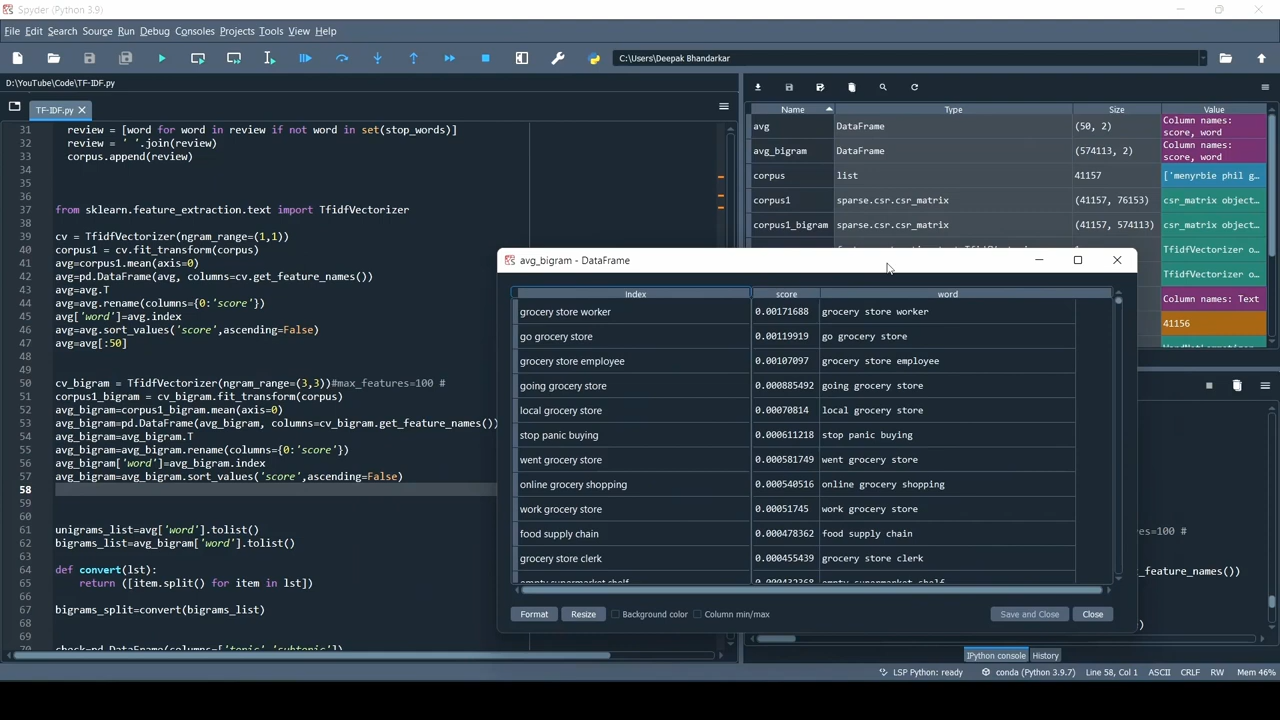 Spyder (Python 3.9)
File Edit Search Source Run Debug Consoles Projects Tools View Help
C:\Users\Deepak Bhandarkar
D:\YouTube\Code\TF-IDF.py
TF-IDF.py
31 review = [word for word in review if not word in set(stop_words)]
32 review = ' '.join(review)
33 corpus.append(review)
34
35
36
37 from sklearn.feature_extraction.text import TfidfVectorizer
38
39 cv = TfidfVectorizer(ngram_range=(1,1))
40 corpus1 = cv.fit_transform(corpus)
41 avg=corpus1.mean(axis=0)
42 avg=pd.DataFrame(avg, columns=cv.get_feature_names())
43 avg=avg.T
44 avg=avg.rename(columns={0:'score'})
45 avg['word']=avg.index
46 avg=avg.sort_values('score',ascending=False)
47 avg=avg[:50]
48
49
50 cv_bigram = TfidfVectorizer(ngram_range=(3,3))#max_features=100 #
51 corpus1_bigram = cv_bigram.fit_transform(corpus)
52 avg_bigram=corpus1_bigram.mean(axis=0)
53 avg_bigram=pd.DataFrame(avg_bigram, columns=cv_bigram.get_feature_names())
54 avg_bigram=avg_bigram.T
55 avg_bigram=avg_bigram.rename(columns={0:'score'})
56 avg_bigram['word']=avg_bigram.index
57 avg_bigram=avg_bigram.sort_values('score',ascending=False)
58
59
60
61 unigrams_list=avg['word'].tolist()
62 bigrams_list=avg_bigram['word'].tolist()
63
64 def convert(lst):
65 return ([item.split() for item in lst])
66
67 bigrams_split=convert(bigrams_list)
68
69
70 check=pd.DataFrame(columns=['topic','subtopic'])
Name Type Size Value
avg DataFrame (50, 2) Column names: score, word
avg_bigram DataFrame (574113, 2) Column names: score, word
corpus list 41157 ['menyrbie phil g…
corpus1 sparse.csr.csr_matrix (41157, 76153) csr_matrix object…
corpus1_bigram sparse.csr.csr_matrix (41157, 574113) csr_matrix object…
TfidfVectorizer o…
TfidfVectorizer o…
Column names: Text
41156
avg_bigram - DataFrame
Index score word
grocery store worker 0.00171688 grocery store worker
go grocery store 0.00119919 go grocery store
grocery store employee 0.00107097 grocery store employee
going grocery store 0.000885492 going grocery store
local grocery store 0.00070814 local grocery store
stop panic buying 0.000611218 stop panic buying
went grocery store 0.000581749 went grocery store
online grocery shopping 0.000540516 online grocery shopping
work grocery store 0.00051745 work grocery store
food supply chain 0.000478362 food supply chain
grocery store clerk 0.000455439 grocery store clerk
empty supermarket shelf 0.000432368 empty supermarket shelf
Format Resize Background color Column min/max Save and Close Close
es=100 #
_feature_names())
)
IPython console History
LSP Python: ready conda (Python 3.9.7) Line 58, Col 1 ASCII CRLF RW Mem 46%